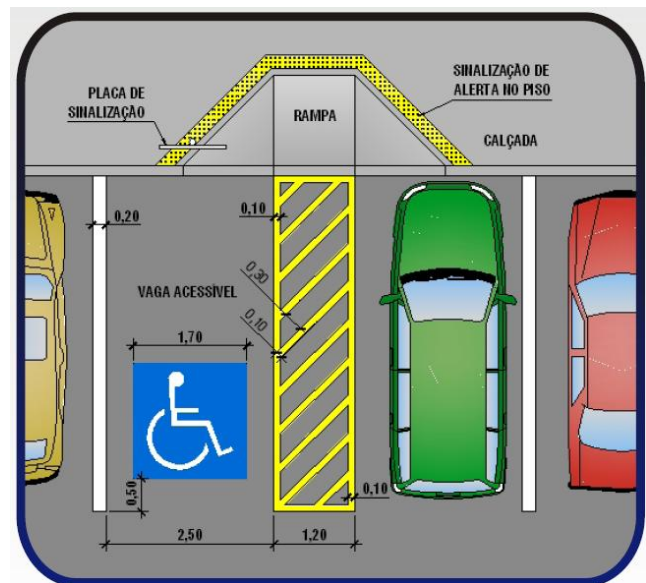 PLACA DE
SINALIZAÇÃO
SINALIZAÇÃO DE
ALERTA NO PISO
RAMPA
CALÇADA
0,20
0,10
0,30
VAGA ACESSÍVEL
0,10
1,70
0,50
0,10
2,50
1,20